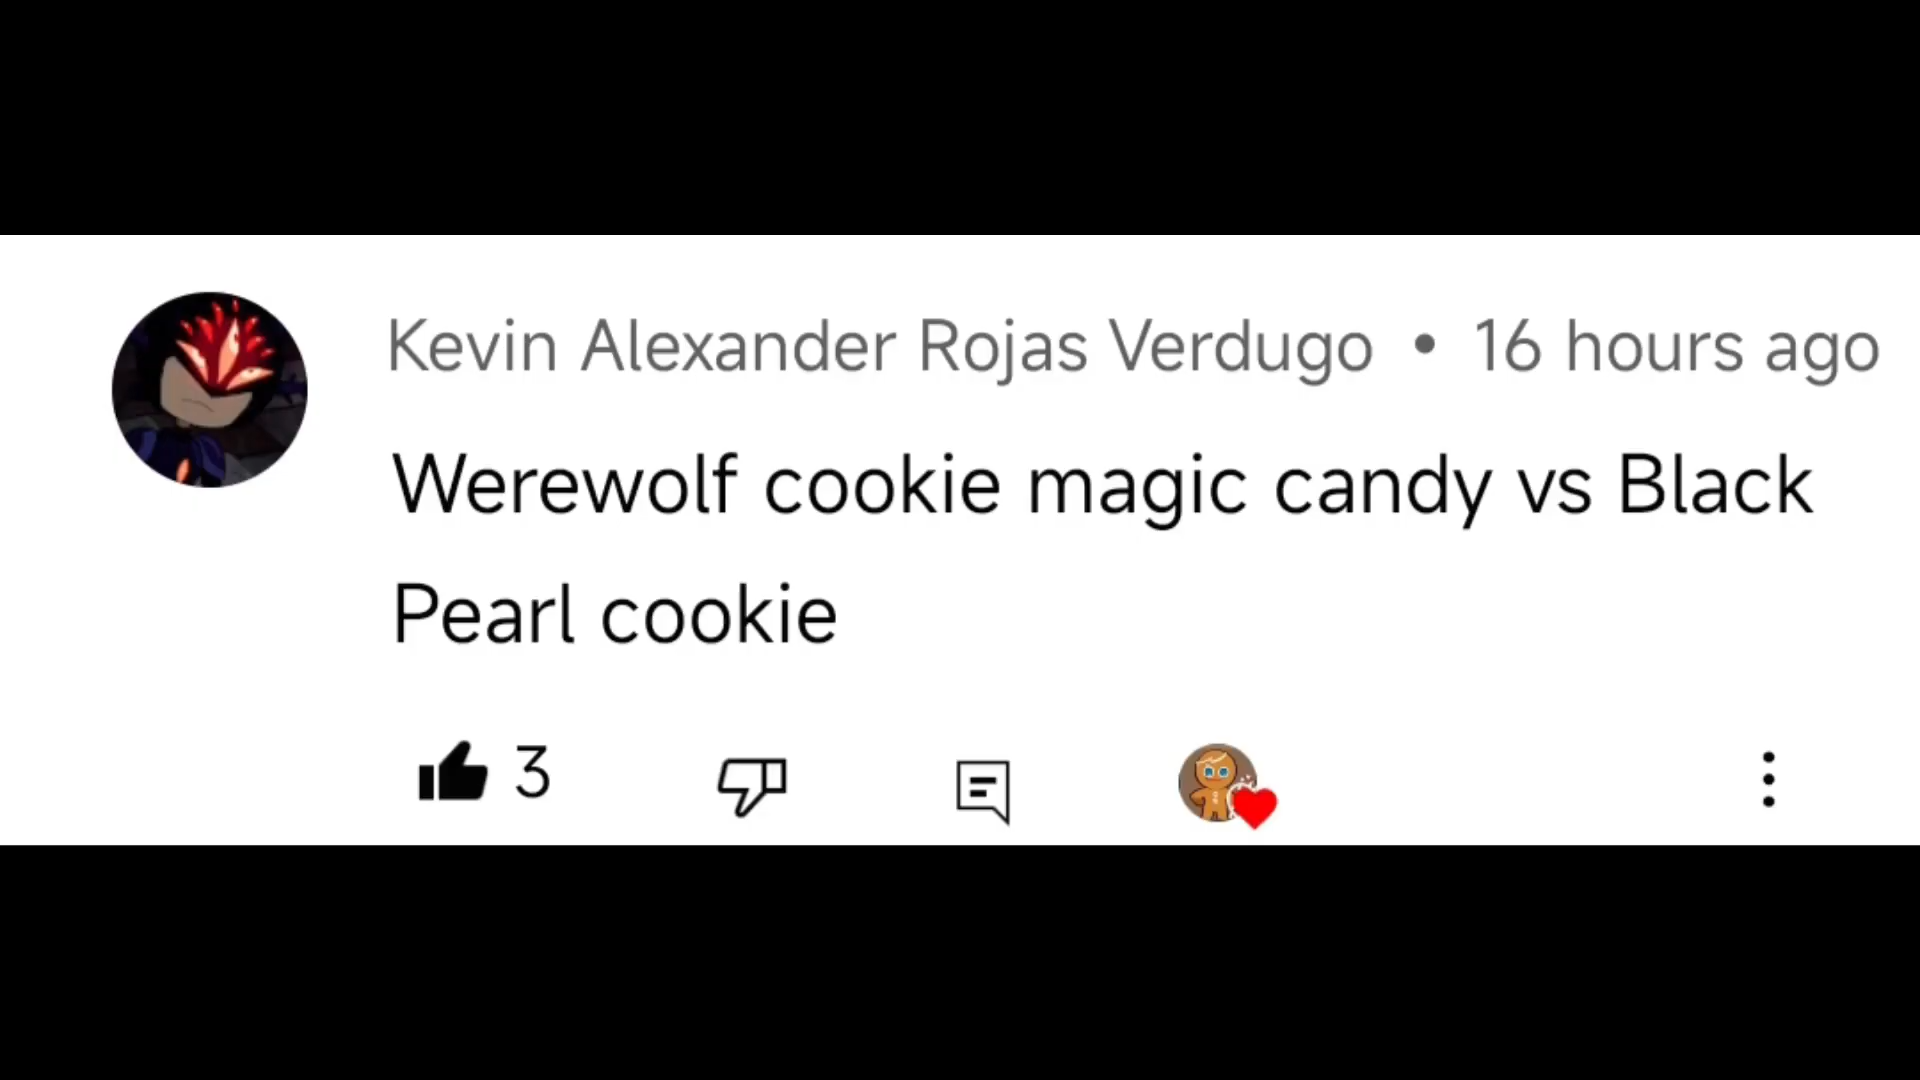 Kevin Alexander Rojas Verdugo • 16 hours ago
Werewolf cookie magic candy vs Black
Pearl cookie
3